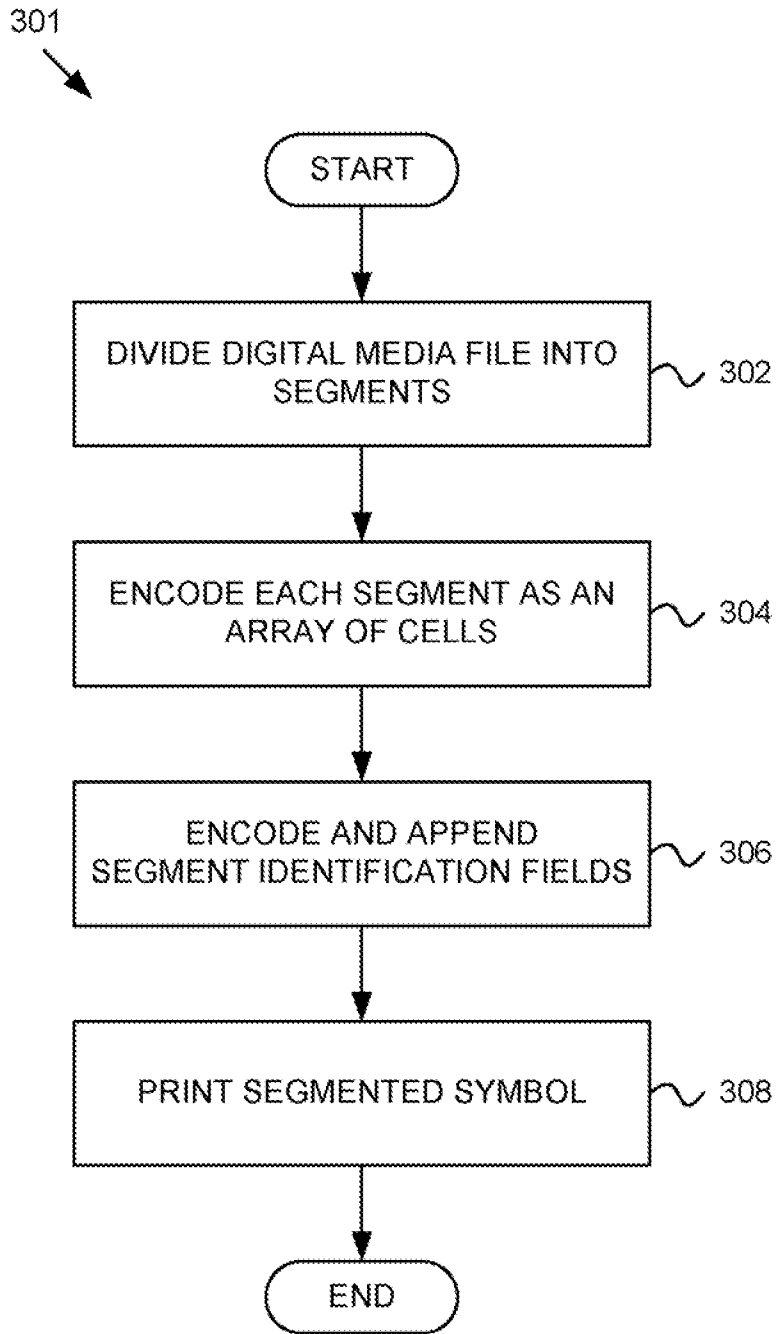 301
START
DIVIDE DIGITAL MEDIA FILE INTO
SEGMENTS
302
ENCODE EACH SEGMENT AS AN
ARRAY OF CELLS
304
ENCODE AND APPEND
SEGMENT IDENTIFICATION FIELDS
306
PRINT SEGMENTED SYMBOL
308
END